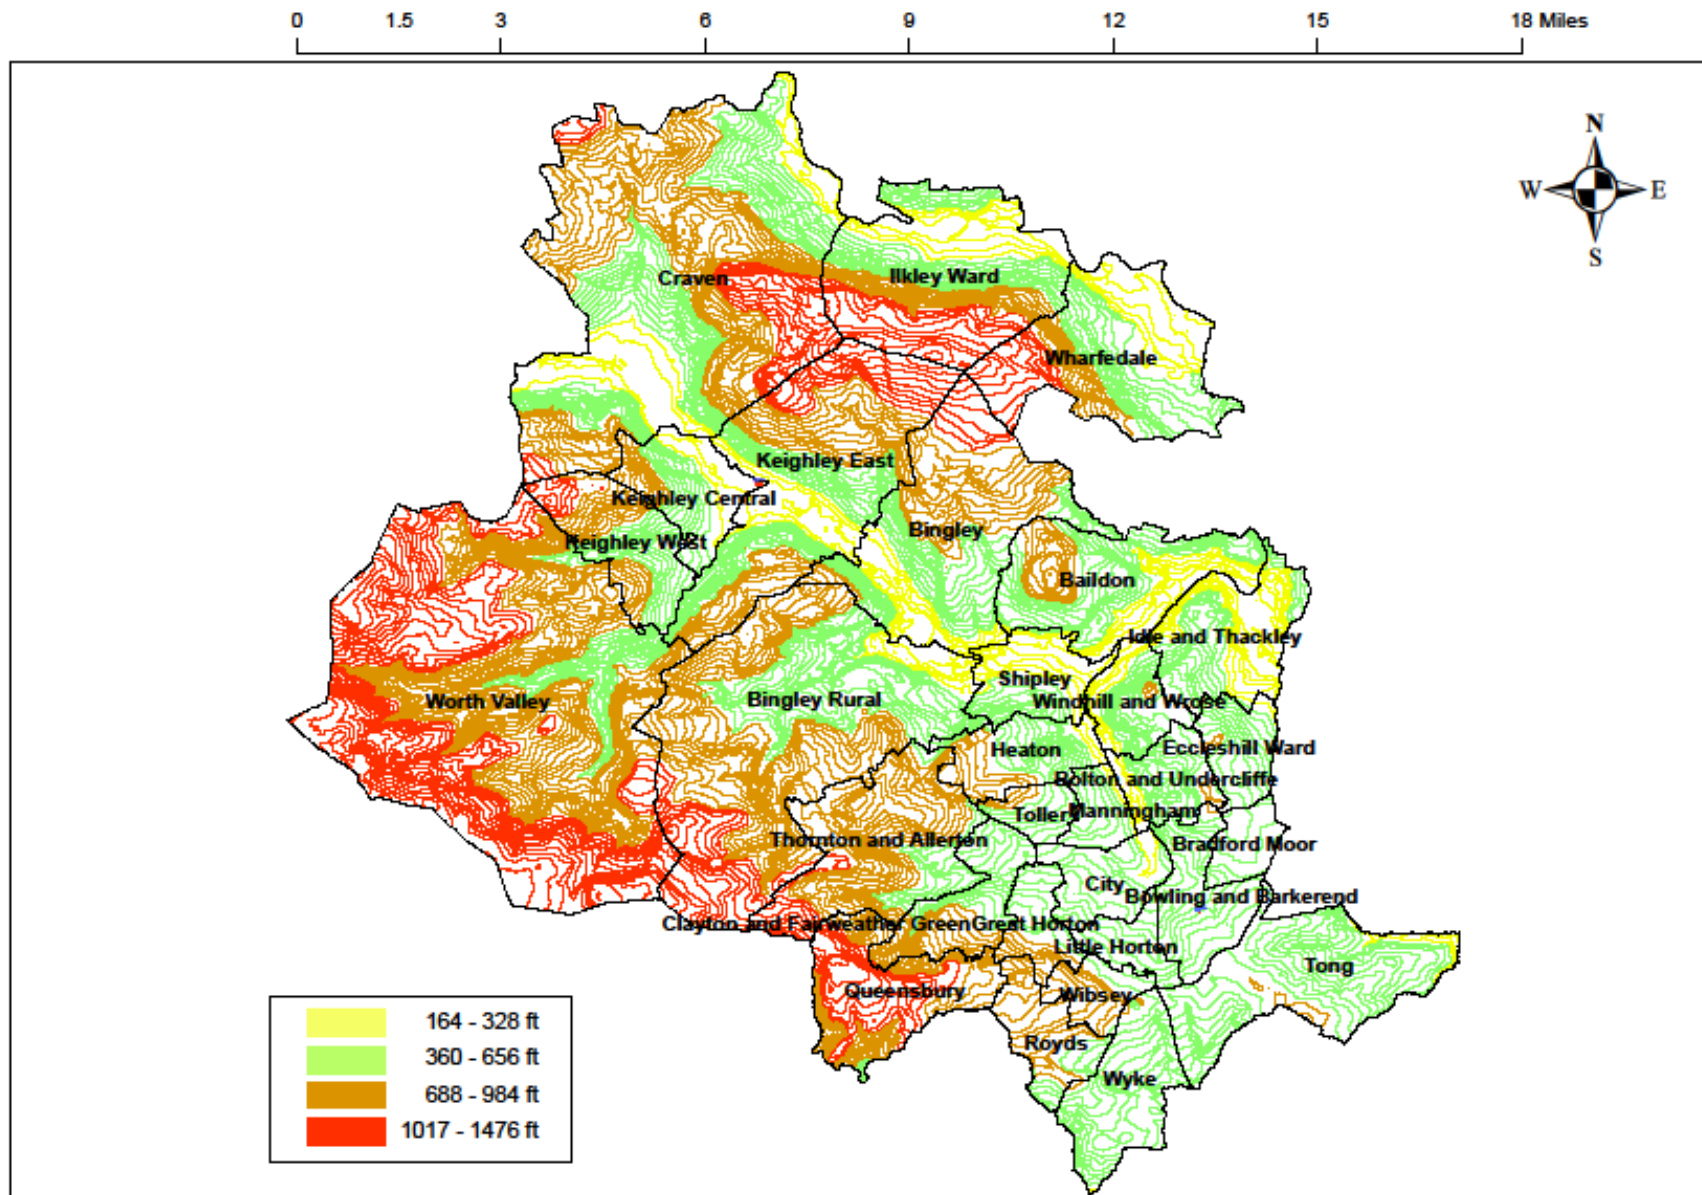 0 1.5 3 6 9 12 15 18 Miles
N
W E
S
Craven
Ilkley Ward
Wharfedale
Keighley East
Keighley Central
Bingley
Keighley West
Baildon
Idle and Thackley
Shipley
Worth Valley
Bingley Rural
Windhill and Wrose
Heaton
Eccleshill Ward
Bolton and Undercliffe
Toller
Manningham
Thornton and Allerton
Bradford Moor
City
Bowling and Barkerend
Clayton and Fairweather Green
Great Horton
Little Horton
Tong
Queensbury
Wibsey
Royds
Wyke
164 - 328 ft
360 - 656 ft
688 - 984 ft
1017 - 1476 ft